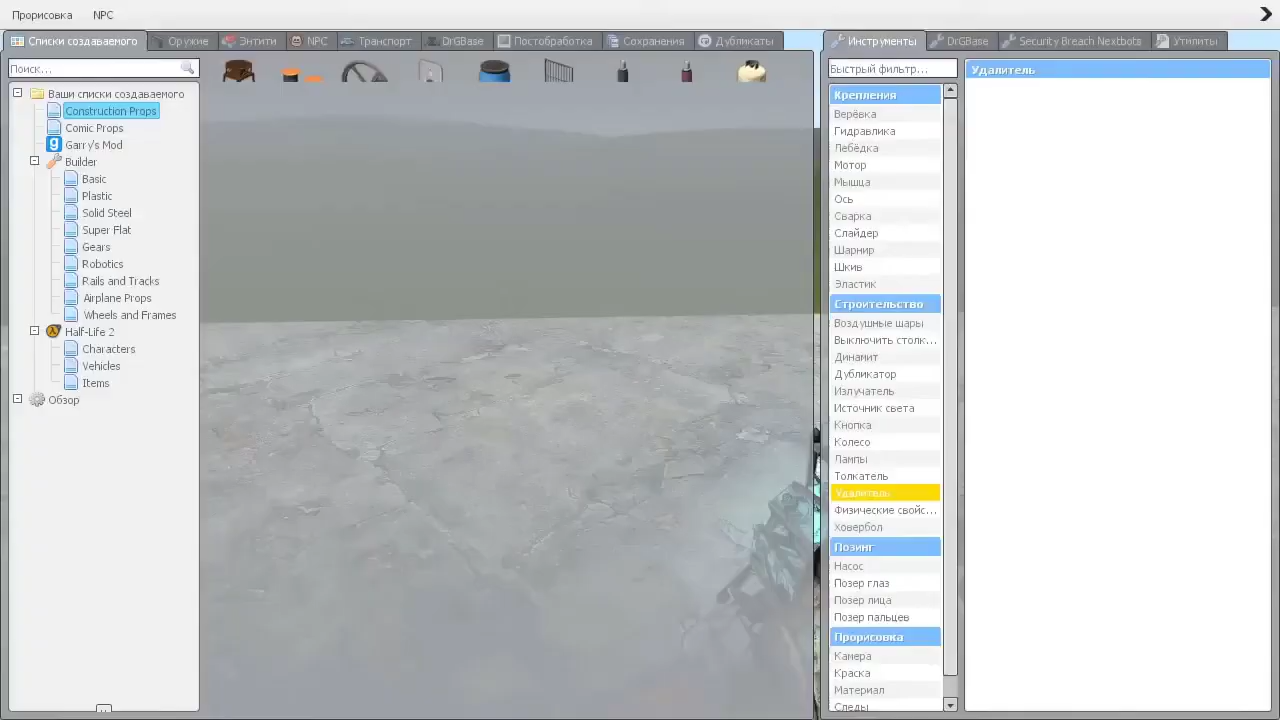 Прорисовка
NPC
Списки создаваемого
Оружие
Энтити
NPC
Транспорт
DrGBase
Постобработка
Сохранения
Дубликаты
Инструменты
DrGBase
Security Breach Nextbots
Утилиты
Поиск...
Ваши списки создаваемого
Construction Props
Comic Props
Garry's Mod
Builder
Basic
Plastic
Solid Steel
Super Flat
Gears
Robotics
Rails and Tracks
Airplane Props
Wheels and Frames
Half-Life 2
Characters
Vehicles
Items
Обзор
Быстрый фильтр...
Крепления
Верёвка
Гидравлика
Лебёдка
Мотор
Мышца
Ось
Сварка
Слайдер
Шарнир
Шкив
Эластик
Строительство
Воздушные шары
Выключить столк...
Динамит
Дубликатор
Излучатель
Источник света
Кнопка
Колесо
Лампы
Толкатель
Удалитель
Физические свойс...
Ховербол
Позинг
Насос
Позер глаз
Позер лица
Позер пальцев
Прорисовка
Камера
Краска
Материал
Следы
Удалитель